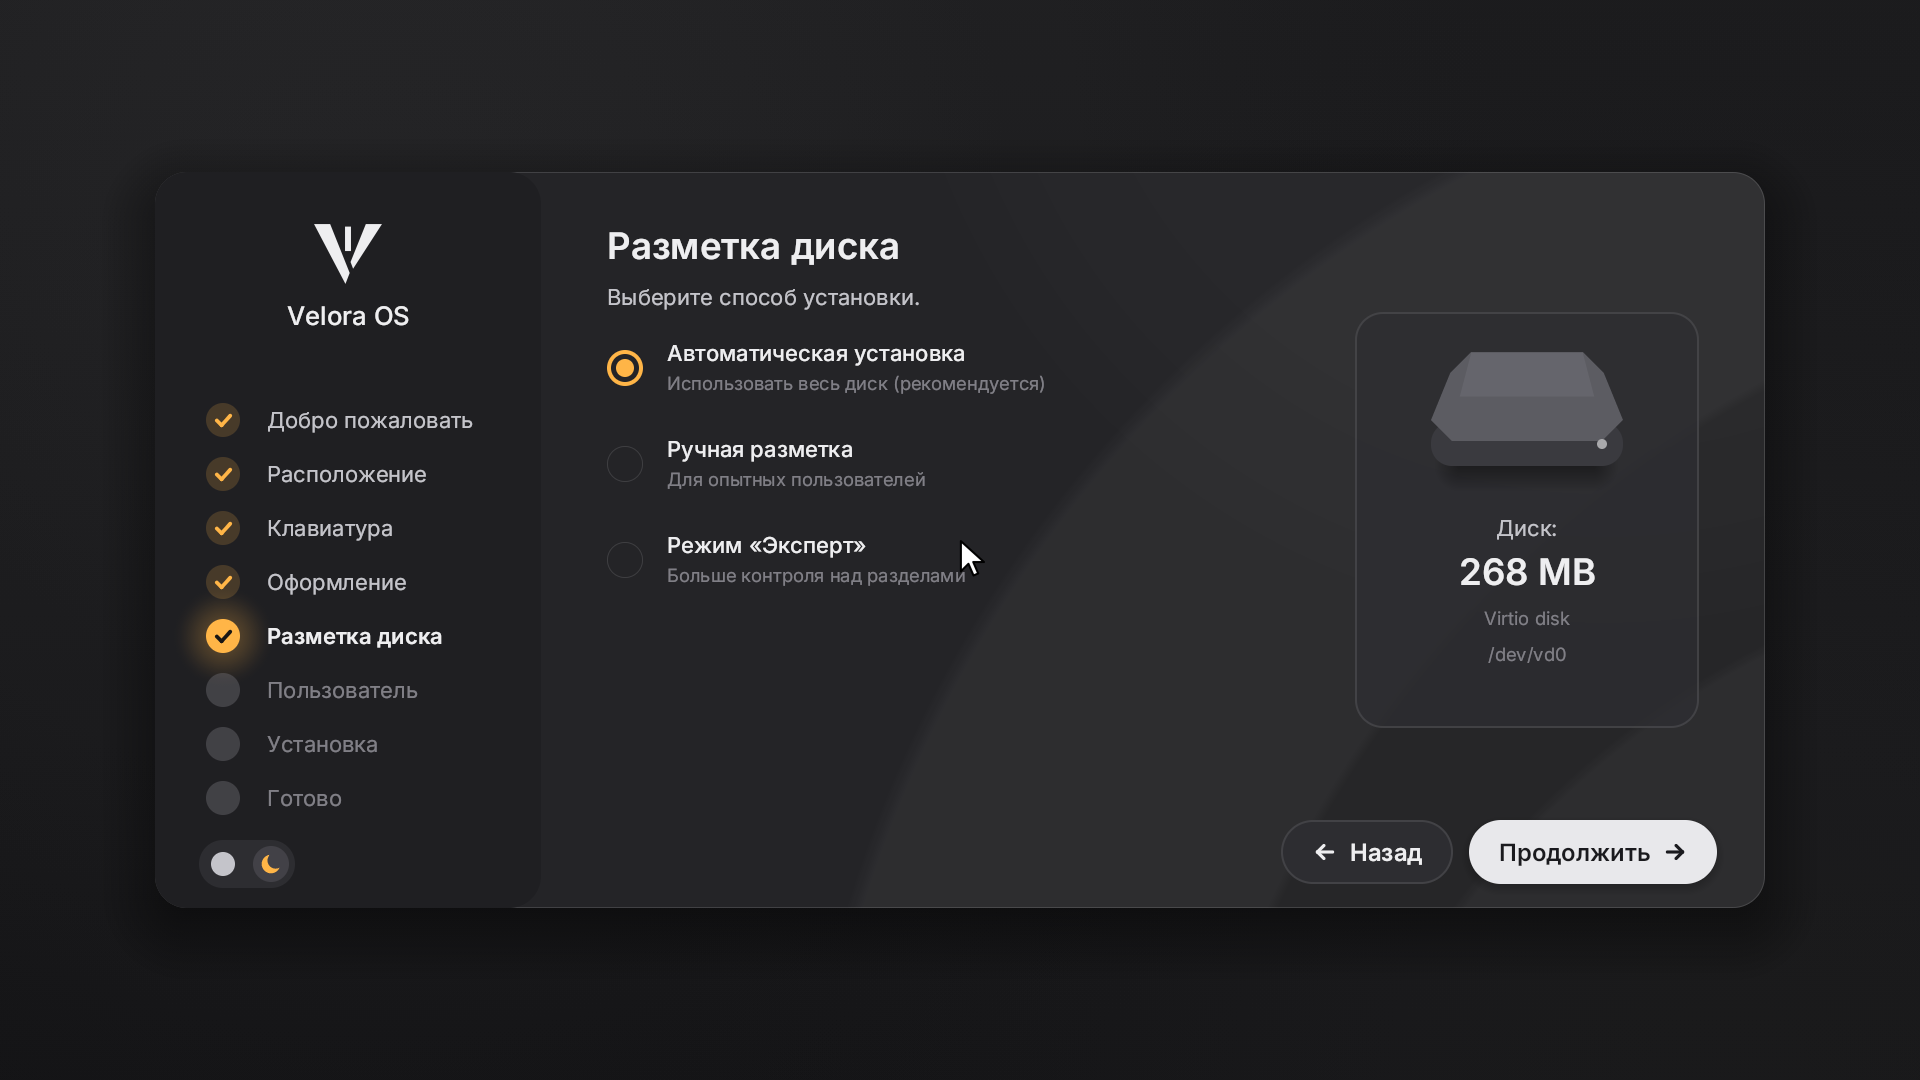 Velora OS
Добро пожаловать
Расположение
Клавиатура
Оформление
Разметка диска
Пользователь
Установка
Готово
Разметка диска
Выберите способ установки.
Автоматическая установка
Использовать весь диск (рекомендуется)
Ручная разметка
Для опытных пользователей
Режим «Эксперт»
Больше контроля над разделами
Диск:
268 MB
Virtio disk
/dev/vd0
← Назад
Продолжить →